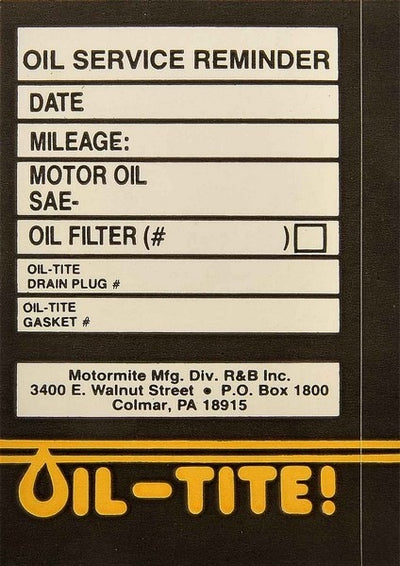 OIL SERVICE REMINDER
DATE
MILEAGE:
MOTOR OIL
SAE-
OIL FILTER (# )
OIL-TITE
DRAIN PLUG #
OIL-TITE
GASKET #
Motormite Mfg. Div. R&B Inc.
3400 E. Walnut Street • P.O. Box 1800
Colmar, PA 18915
OIL-TITE!